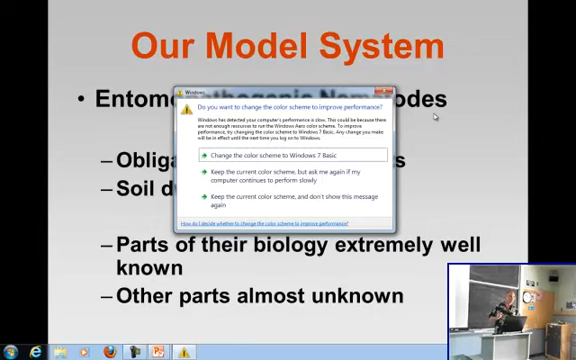 Our Model System
• Entomopathogenic Nematodes
Windows
Do you want to change the color scheme to improve performance?
Windows has detected your computer's performance is slow. This could be because
there are not enough resources to run the Windows Aero color scheme. To improve
performance, try changing the color scheme to Windows 7 Basic. Any change you make
will be in effect until the next time you log on to Windows.
Change the color scheme to Windows 7 Basic
Keep the current color scheme, but ask me again if my
computer continues to perform slowly
Keep the current color scheme, and don't show this message
again
How do I decide whether to change the color scheme to improve performance?
–Soil
–Parts of their biology extremely well
known
–Other parts almost unknown